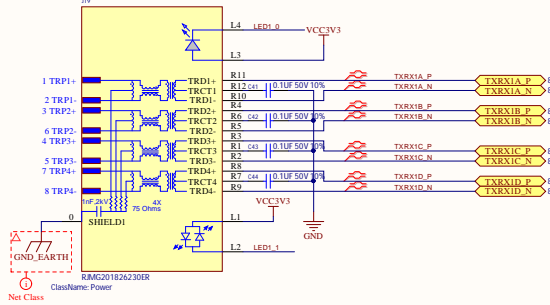 L4 LED1_0 VCC3V3
L3
1 TRP1+ TRD1+ R11 TXRX1A_P TXRX1A_P
TRCT1 R12 C41 0.1UF 50V 10% TXRX1A_N TXRX1A_N
2 TRP1- TRD1- R10
3 TRP2+ TRD2+ R4 TXRX1B_P TXRX1B_P
TRCT2 R6 C42 0.1UF 50V 10% TXRX1B_N TXRX1B_N
6 TRP2- TRD2- R5
4 TRP3+ TRD3+ R3
TRCT3 R1 C43 0.1UF 50V 10% TXRX1C_P TXRX1C_P
5 TRP3- TRD3- R2 TXRX1C_N TXRX1C_N
7 TRP4+ TRD4+ R8
TRCT4 R7 C44 0.1UF 50V 10% TXRX1D_P TXRX1D_P
8 TRP4- TRD4- R9 TXRX1D_N TXRX1D_N
1nF,2kV 4X
75 Ohms
0 SHIELD1
L1 VCC3V3
GND
L2 LED1_1
GND_EARTH
RJMG201826230ER
ClassName: Power
i
Net Class